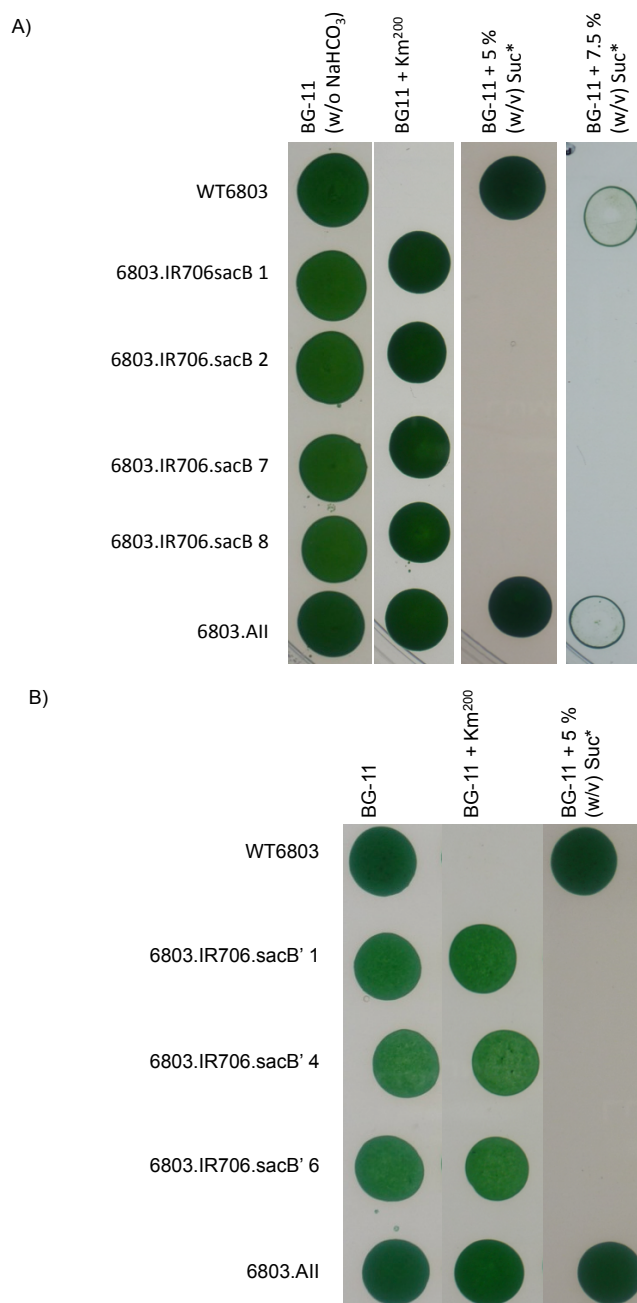 A)
BG-11
(w/o NaHCO3)
BG11 + Km200
BG-11 + 5 %
(w/v) Suc*
BG-11 + 7.5 %
(w/v) Suc*
WT6803
6803.IR706sacB 1
6803.IR706.sacB 2
6803.IR706.sacB 7
6803.IR706.sacB 8
6803.AII
B)
BG-11
BG-11 + Km200
BG-11 + 5 %
(w/v) Suc*
WT6803
6803.IR706.sacB' 1
6803.IR706.sacB' 4
6803.IR706.sacB' 6
6803.AII